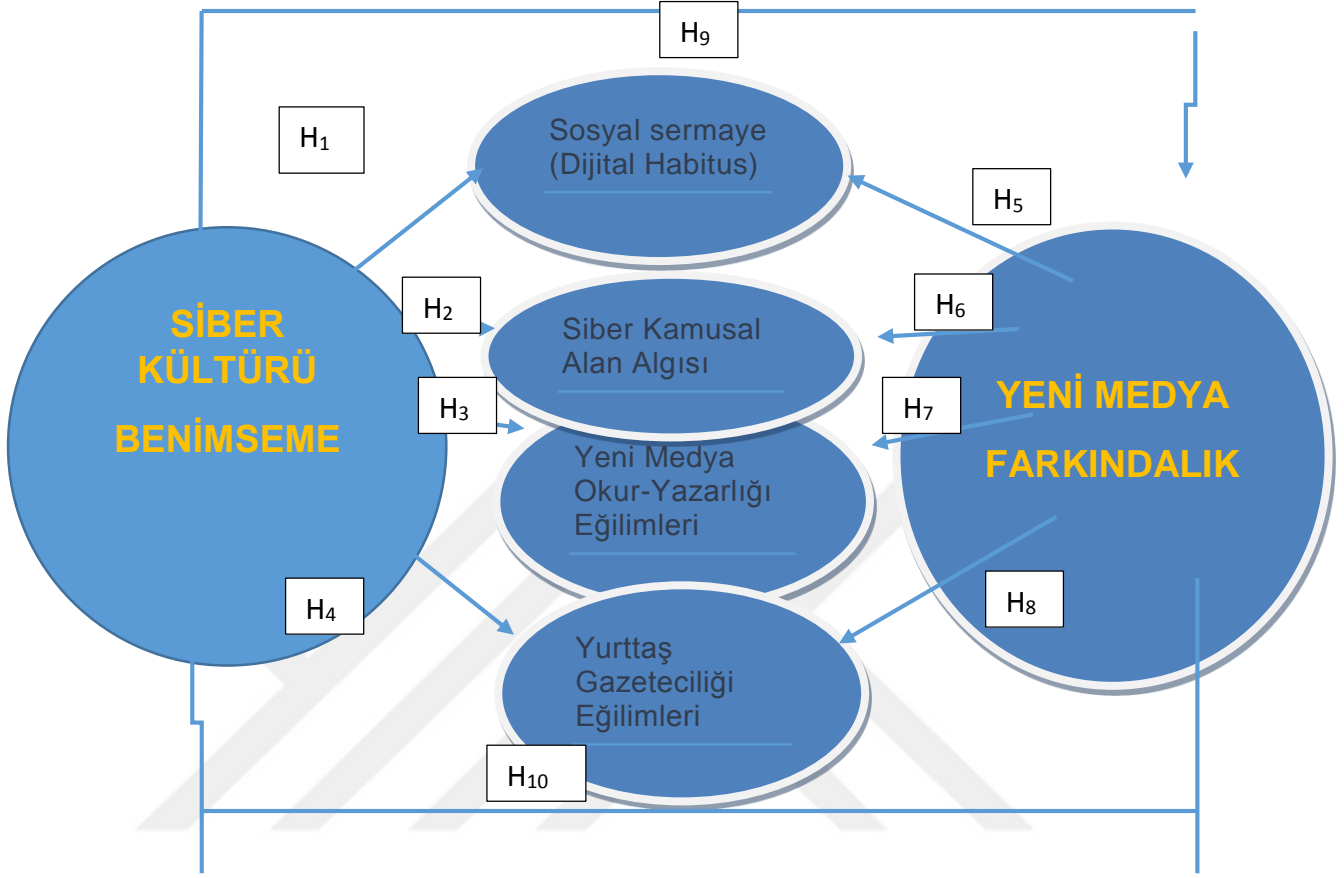 H₉
H₁
Sosyal sermaye
(Dijital Habitus)
H₅
H₂
H₆
SİBER
KÜLTÜRÜ
BENİMSEME
Siber Kamusal
Alan Algısı
H₃
H₇
YENİ MEDYA
FARKINDALIK
Yeni Medya
Okur-Yazarlığı
Eğilimleri
H₄
H₈
Yurttaş
Gazeteciliği
Eğilimleri
H₁₀